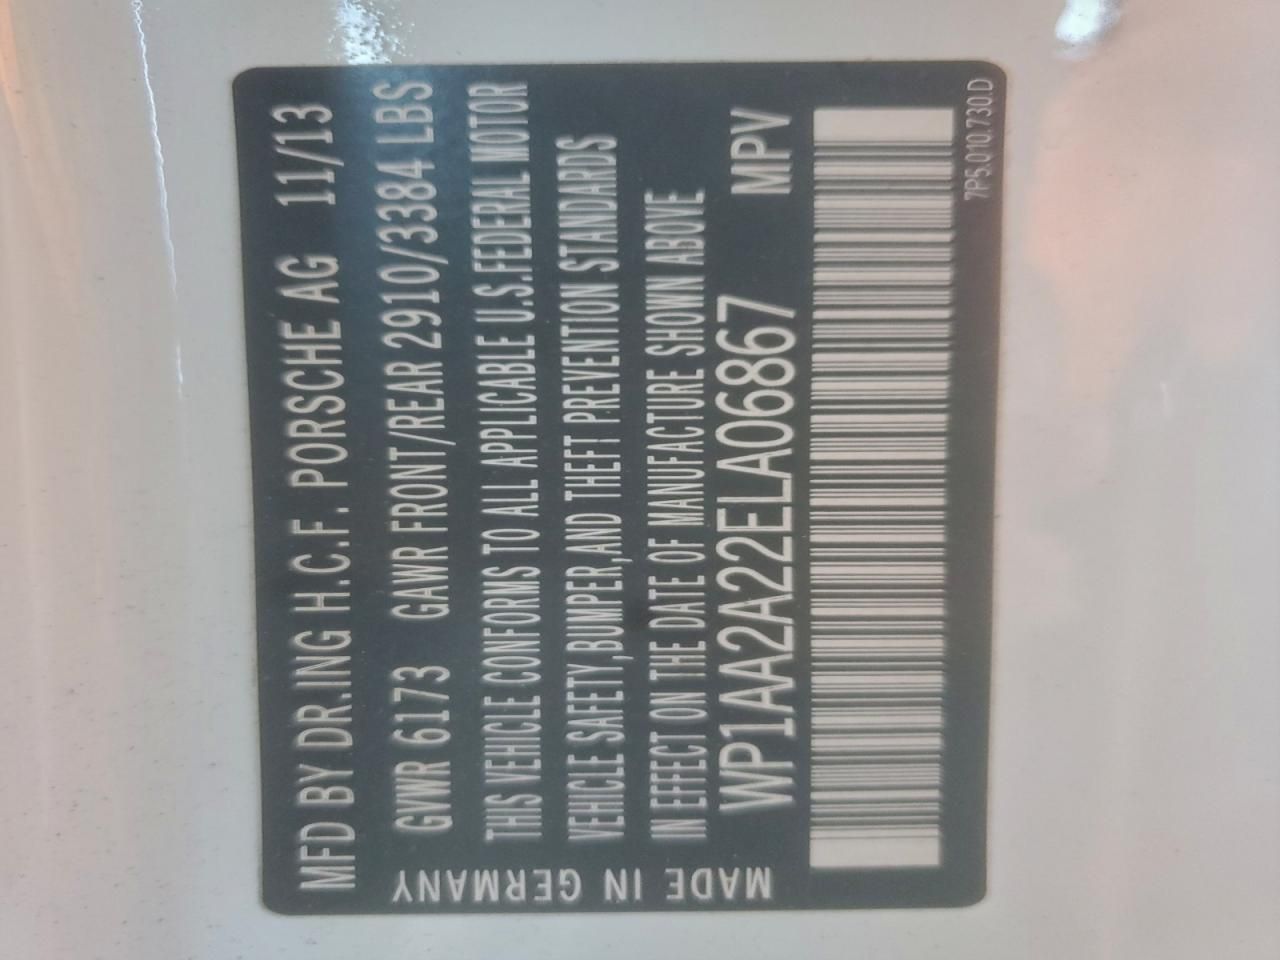 MFD BY DR.ING H.C.F. PORSCHE AG 11/13
GVWR 6173 GAWR FRONT/REAR 2910/3384 LBS
THIS VEHICLE CONFORMS TO ALL APPLICABLE U.S.FEDERAL MOTOR
VEHICLE SAFETY,BUMPER,AND THEFT PREVENTION STANDARDS
IN EFFECT ON THE DATE OF MANUFACTURE SHOWN ABOVE
WP1AA2A22ELA06867 MPV
MADE IN GERMANY
7P5.010.730.D